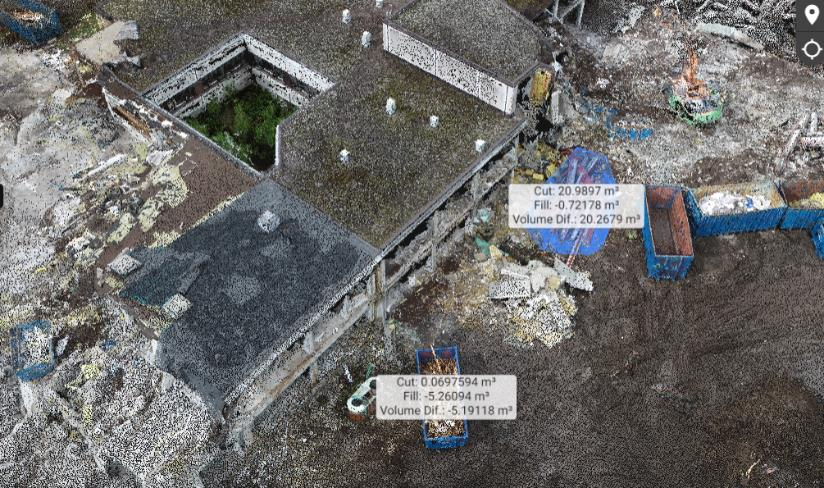 Cut: 20.9897 m³
Fill: -0.72178 m³
Volume Dif.: 20.2679 m³
Cut: 0.0697594 m³
Fill: -5.26094 m³
Volume Dif.: -5.19118 m³